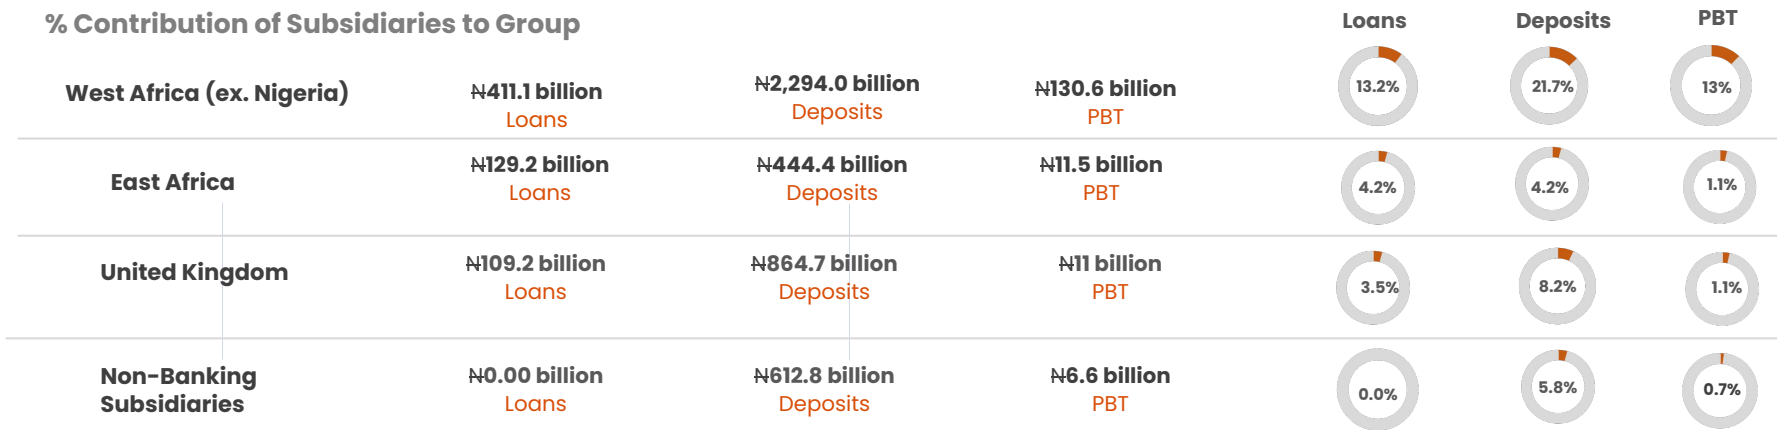 % Contribution of Subsidiaries to Group
Loans Deposits PBT
West Africa (ex. Nigeria) ₦411.1 billion ₦2,294.0 billion ₦130.6 billion 13.2% 21.7% 13%
Loans Deposits PBT
East Africa ₦129.2 billion ₦444.4 billion ₦11.5 billion 4.2% 4.2% 1.1%
Loans Deposits PBT
United Kingdom ₦109.2 billion ₦864.7 billion ₦11 billion 3.5% 8.2% 1.1%
Loans Deposits PBT
Non-Banking ₦0.00 billion ₦612.8 billion ₦6.6 billion 0.0% 5.8% 0.7%
Subsidiaries Loans Deposits PBT